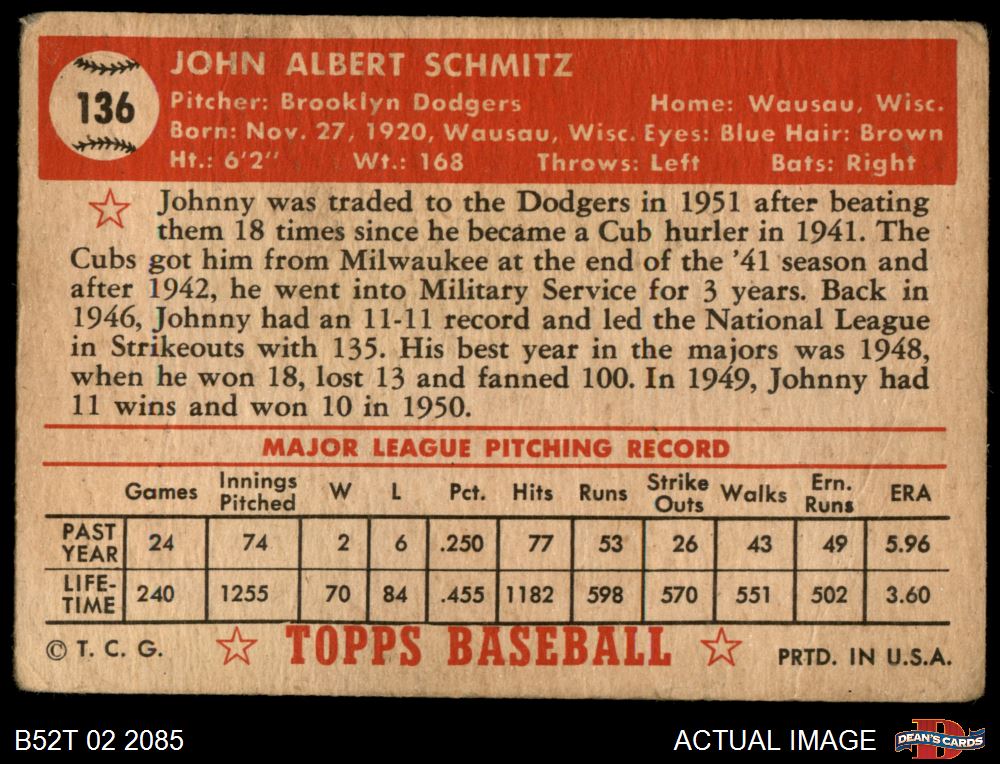 136
JOHN ALBERT SCHMITZ
Pitcher: Brooklyn Dodgers Home: Wausau, Wisc.
Born: Nov. 27, 1920, Wausau, Wisc. Eyes: Blue Hair: Brown
Ht.: 6'2" Wt.: 168 Throws: Left Bats: Right
Johnny was traded to the Dodgers in 1951 after beating
them 18 times since he became a Cub hurler in 1941. The
Cubs got him from Milwaukee at the end of the '41 season and
after 1942, he went into Military Service for 3 years. Back in
1946, Johnny had an 11-11 record and led the National League
in Strikeouts with 135. His best year in the majors was 1948,
when he won 18, lost 13 and fanned 100. In 1949, Johnny had
11 wins and won 10 in 1950.
MAJOR LEAGUE PITCHING RECORD
Games Innings Pitched W L Pct. Hits Runs Strike Outs Walks Ern. Runs ERA
PAST YEAR 24 74 2 6 .250 77 53 26 43 49 5.96
LIFE-TIME 240 1255 70 84 .455 1182 598 570 551 502 3.60
© T. C. G. TOPPS BASEBALL PRTD. IN U.S.A.
B52T 02 2085 ACTUAL IMAGE DEAN'S CARDS